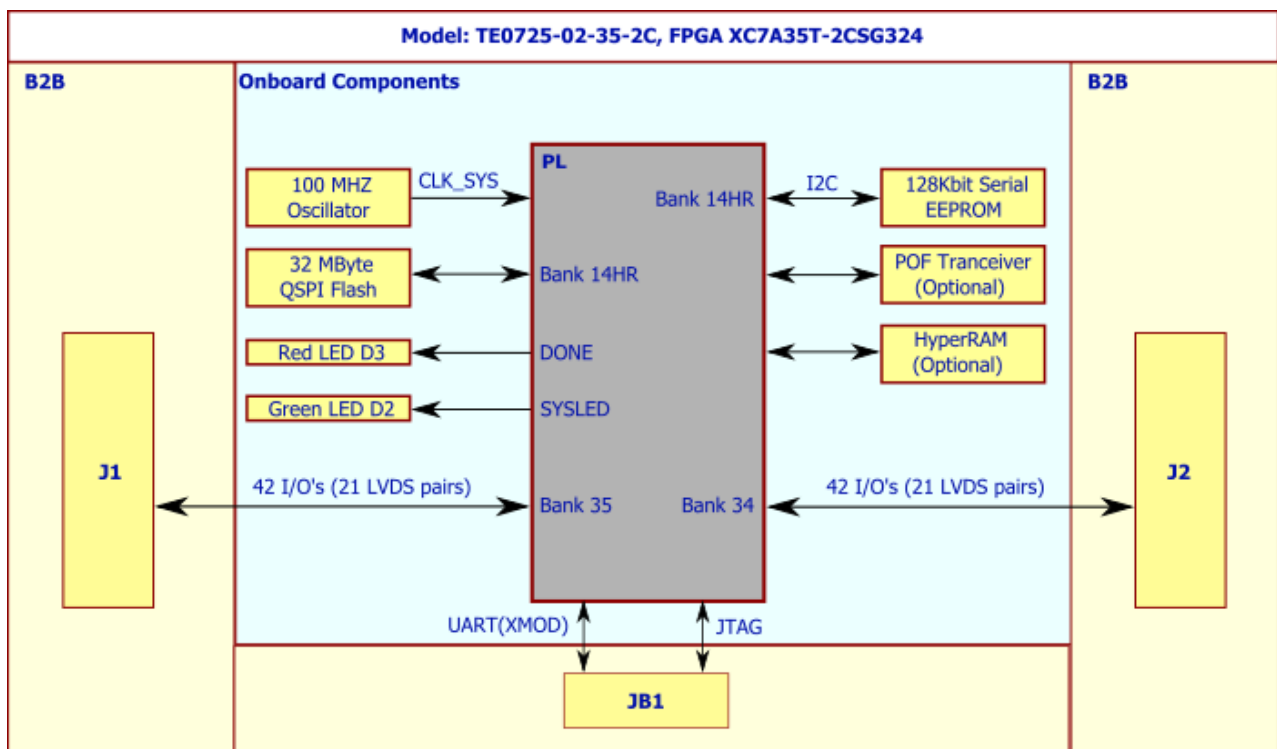 Model: TE0725-02-35-2C, FPGA XC7A35T-2CSG324
B2B
Onboard Components
B2B
PL
100 MHZ
Oscillator
CLK_SYS
Bank 14HR
I2C
128Kbit Serial
EEPROM
32 MByte
QSPI Flash
Bank 14HR
POF Tranceiver
(Optional)
Red LED D3
DONE
HyperRAM
(Optional)
Green LED D2
SYSLED
J1
42 I/O's (21 LVDS pairs)
Bank 35
Bank 34
42 I/O's (21 LVDS pairs)
J2
UART(XMOD)
JTAG
JB1